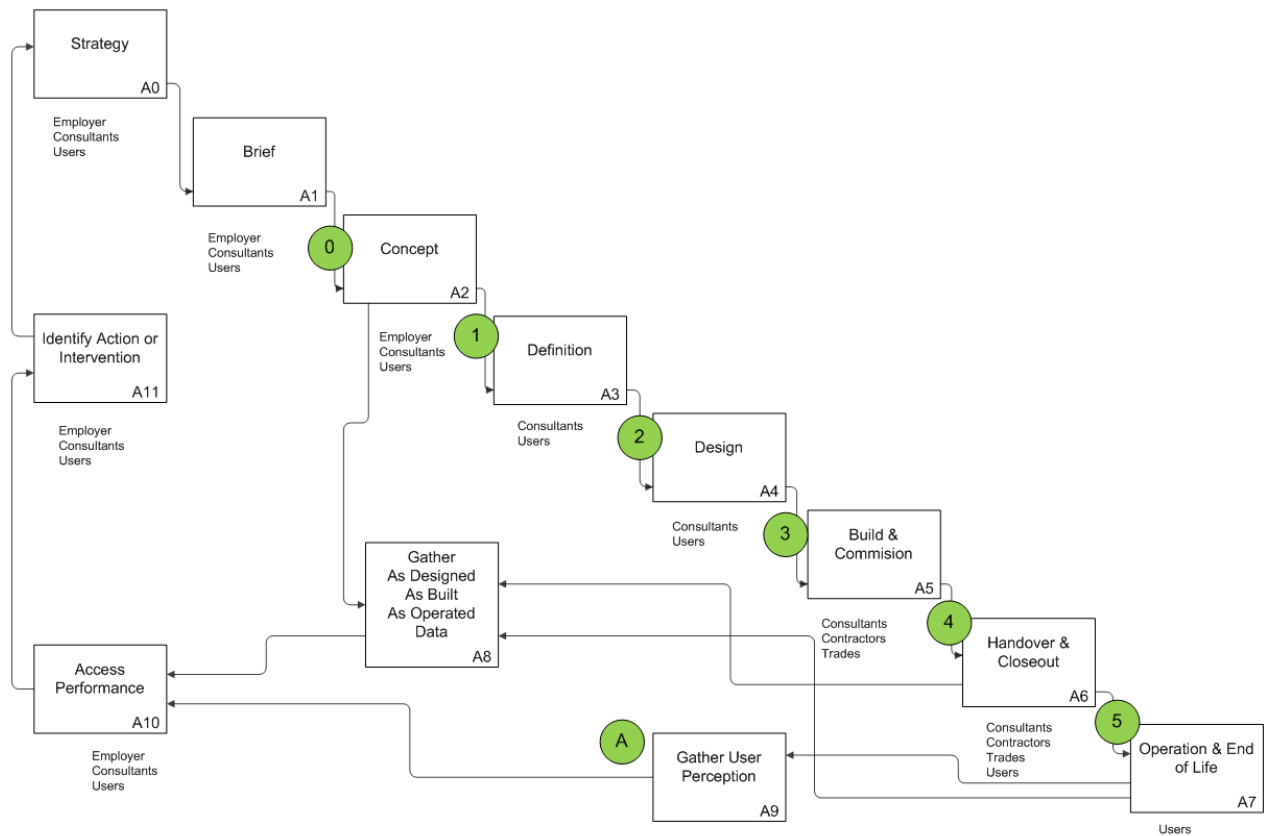 Strategy
A0
Employer
Consultants
Users
Brief
A1
Employer
Consultants
Users
0
Concept
A2
Employer
Consultants
Users
1
Definition
A3
Consultants
Users
2
Design
A4
Consultants
Users
3
Build &
Commision
A5
Consultants
Contractors
Trades
4
Handover &
Closeout
A6
Consultants
Contractors
Trades
Users
5
Operation & End
of Life
A7
Users
Identify Action or
Intervention
A11
Employer
Consultants
Users
Gather
As Designed
As Built
As Operated
Data
A8
Access
Performance
A10
Employer
Consultants
Users
A
Gather User
Perception
A9